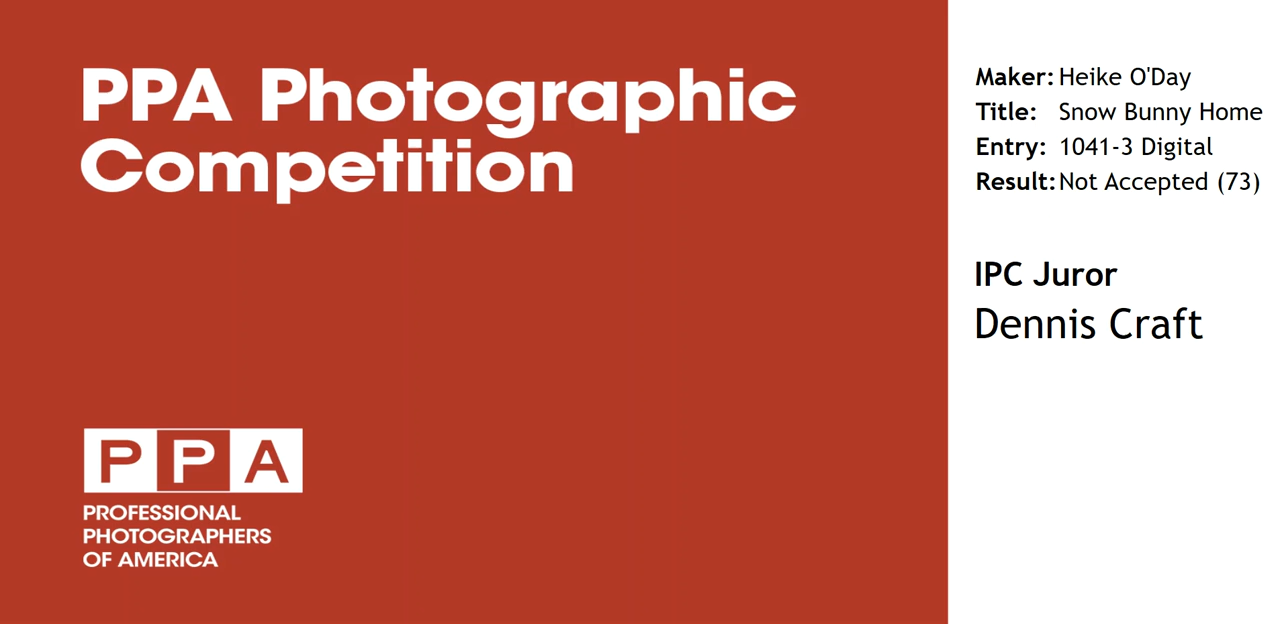 PPA Photographic
Competition
PPA
PROFESSIONAL
PHOTOGRAPHERS
OF AMERICA
Maker: Heike O'Day
Title: Snow Bunny Home
Entry: 1041-3 Digital
Result: Not Accepted (73)
IPC Juror
Dennis Craft